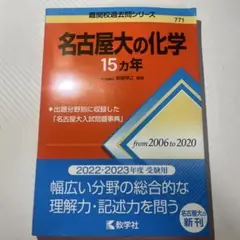 難関校過去問シリーズ
771
名古屋大の化学
15ヵ年
●出題分野別に収録した
「名古屋大入試問題事典」
from 2006 to 2020
2022-2023年度 受験用
幅広い分野の総合的な
理解力・記述力を問う
教学社
名古屋大の
新刊